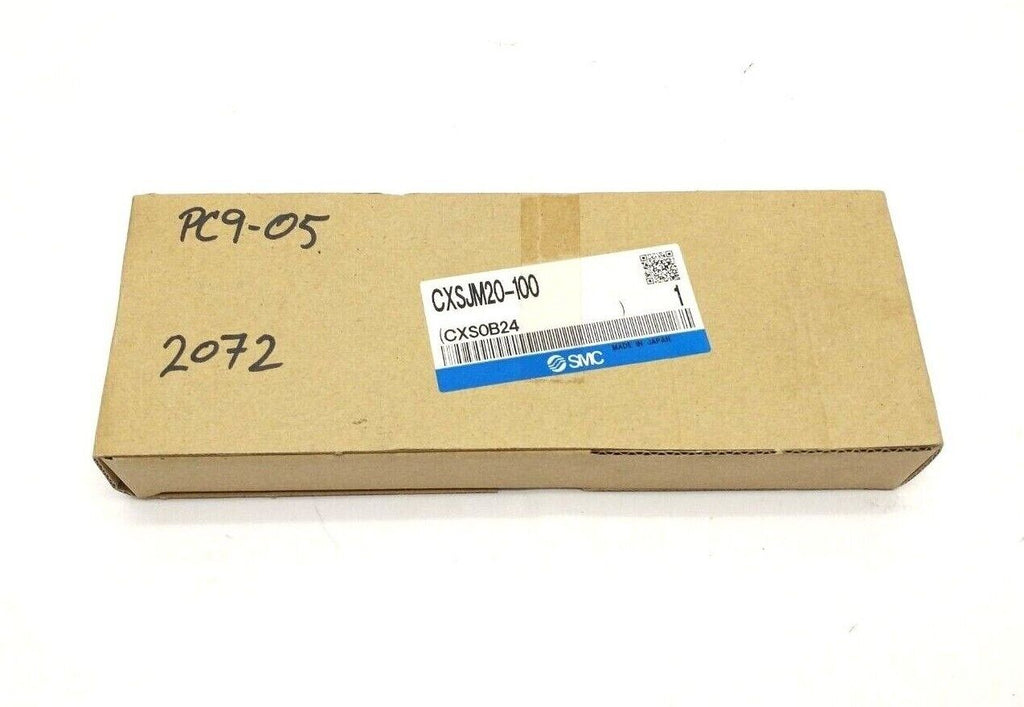 PC9-05
2072
CXSJM20-100
1
(CXS0B24 )
MADE IN JAPAN
SMC